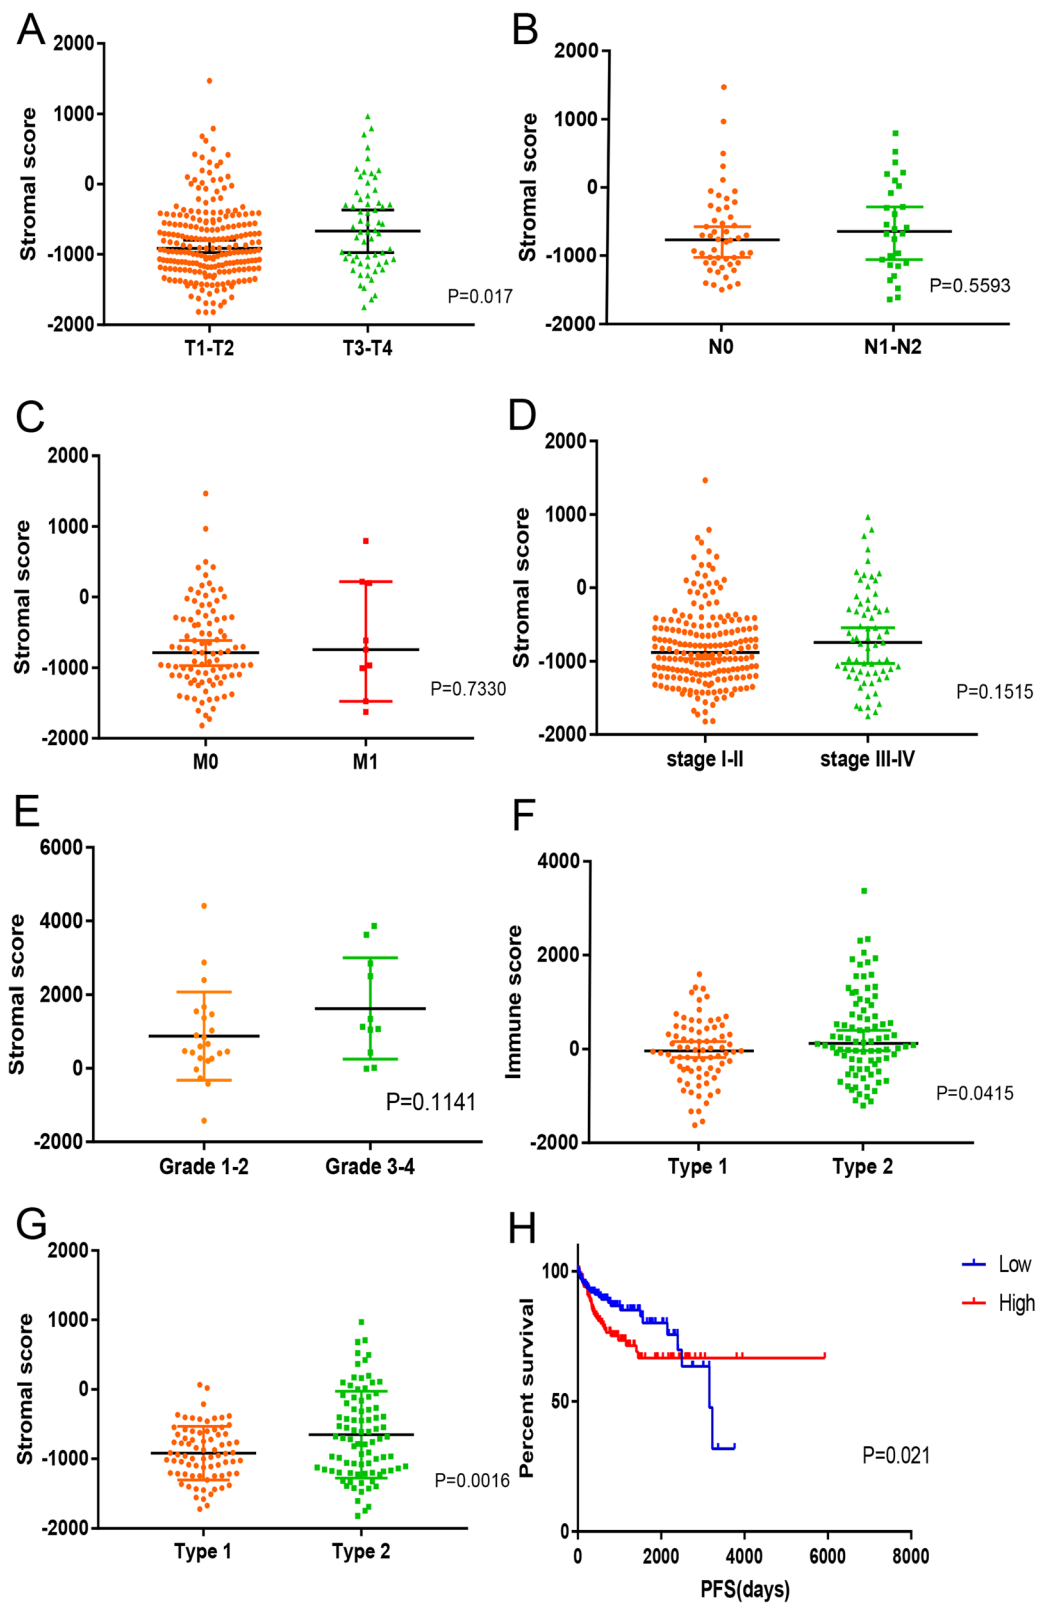 A
Stromal score
2000
1000
0
-1000
-2000
P=0.017
T1-T2
T3-T4
B
Stromal score
2000
1000
0
-1000
-2000
P=0.5593
N0
N1-N2
C
Stromal score
2000
1000
0
-1000
-2000
P=0.7330
M0
M1
D
Stromal score
2000
1000
0
-1000
-2000
P=0.1515
stage I-II
stage III-IV
E
Stromal score
6000
4000
2000
0
-2000
P=0.1141
Grade 1-2
Grade 3-4
F
Immune score
4000
2000
0
-2000
P=0.0415
Type 1
Type 2
G
Stromal score
2000
1000
0
-1000
-2000
P=0.0016
Type 1
Type 2
H
Percent survival
100
50
0
Low
High
P=0.021
0
2000
4000
6000
8000
PFS(days)